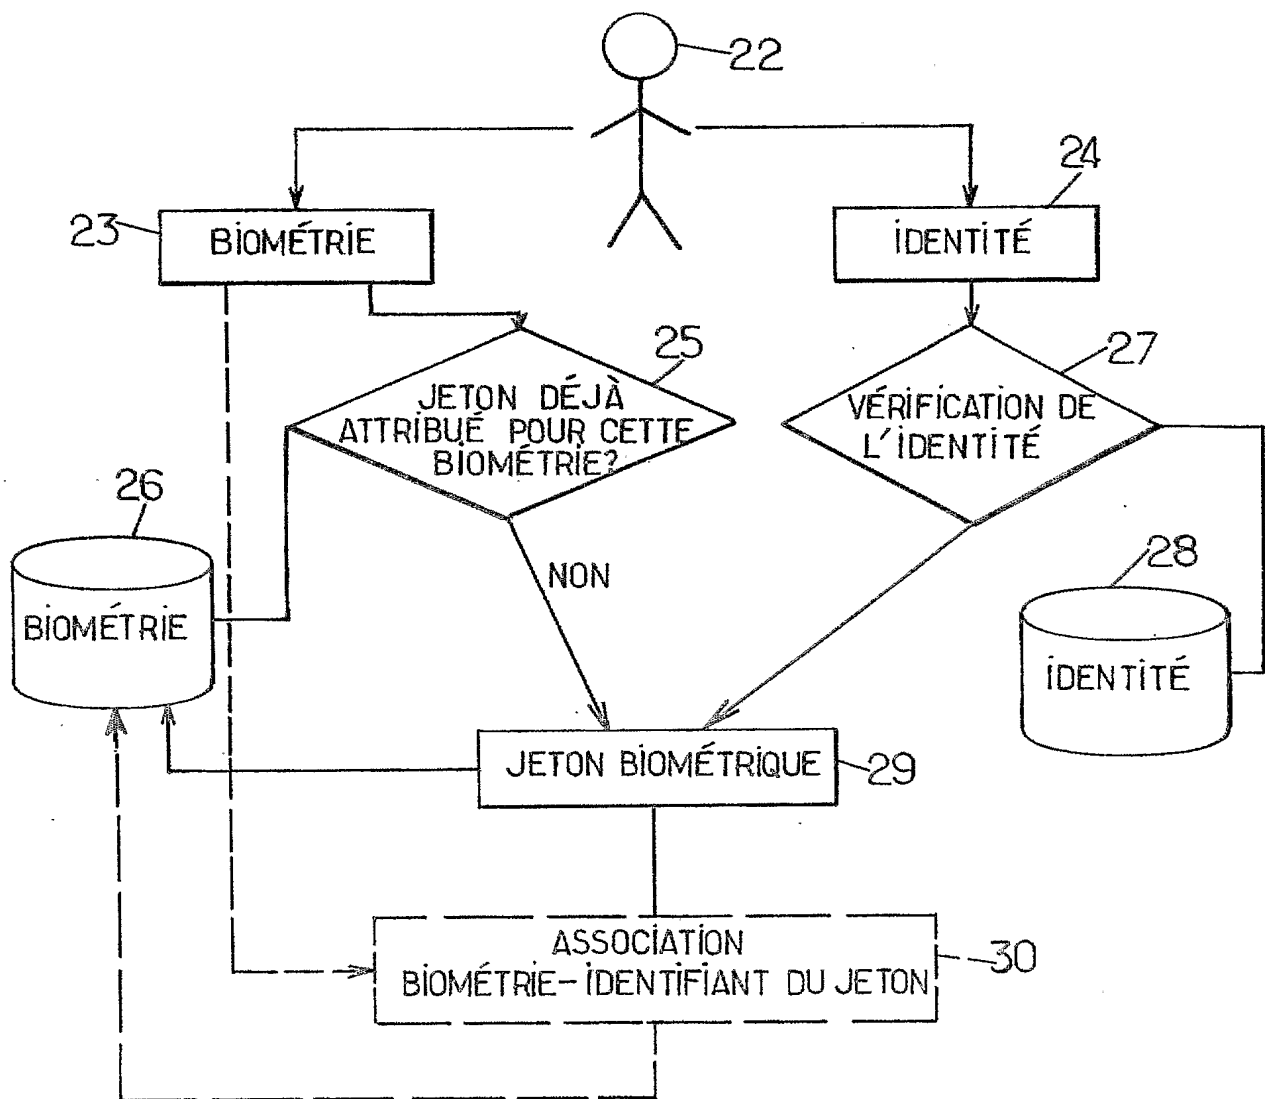 22
24
23
BIOMÉTRIE
IDENTITÉ
25
27
JETON DÉJÀ
ATTRIBUÉ POUR CETTE
BIOMÉTRIE?
VÉRIFICATION DE
L'IDENTITÉ
26
28
NON
BIOMÉTRIE
IDENTITÉ
JETON BIOMÉTRIQUE
29
ASSOCIATION
BIOMÉTRIE-IDENTIFIANT DU JETON
30